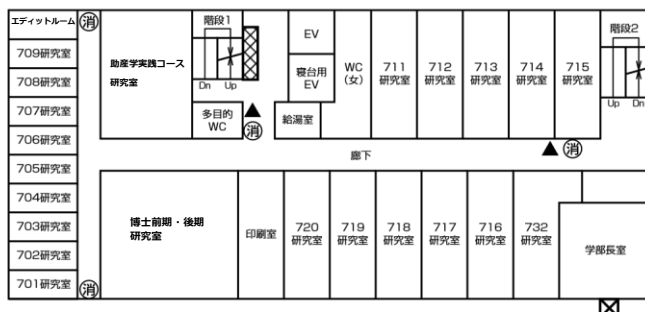 エディットルーム
消
709研究室
708研究室
707研究室
706研究室
705研究室
704研究室
703研究室
702研究室
701研究室
消
助産学実践コース
研究室
階段1
Dn Up
多目的
WC
消
EV
寝台用
EV
給湯室
WC
(女)
711
研究室
712
研究室
713
研究室
714
研究室
715
研究室
階段2
Up Dn
消
廊下
博士前期・後期
研究室
印刷室
720
研究室
719
研究室
718
研究室
717
研究室
716
研究室
732
研究室
学部長室